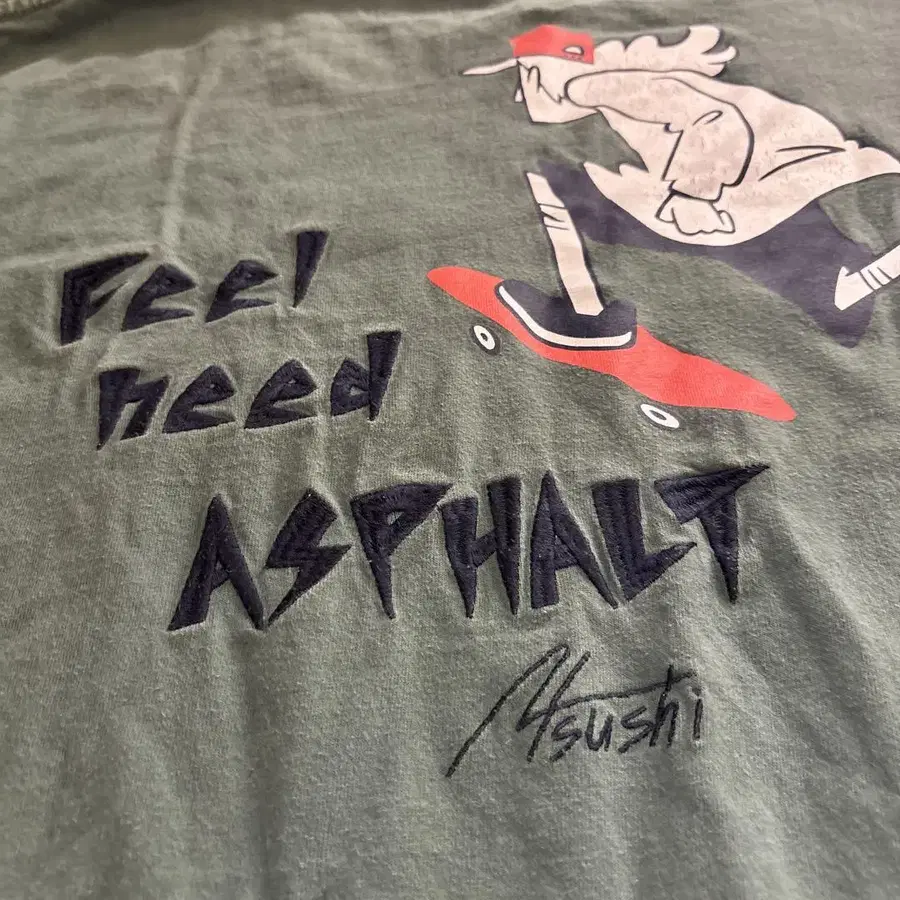 Feel
need
ASPHALT
Atsushi